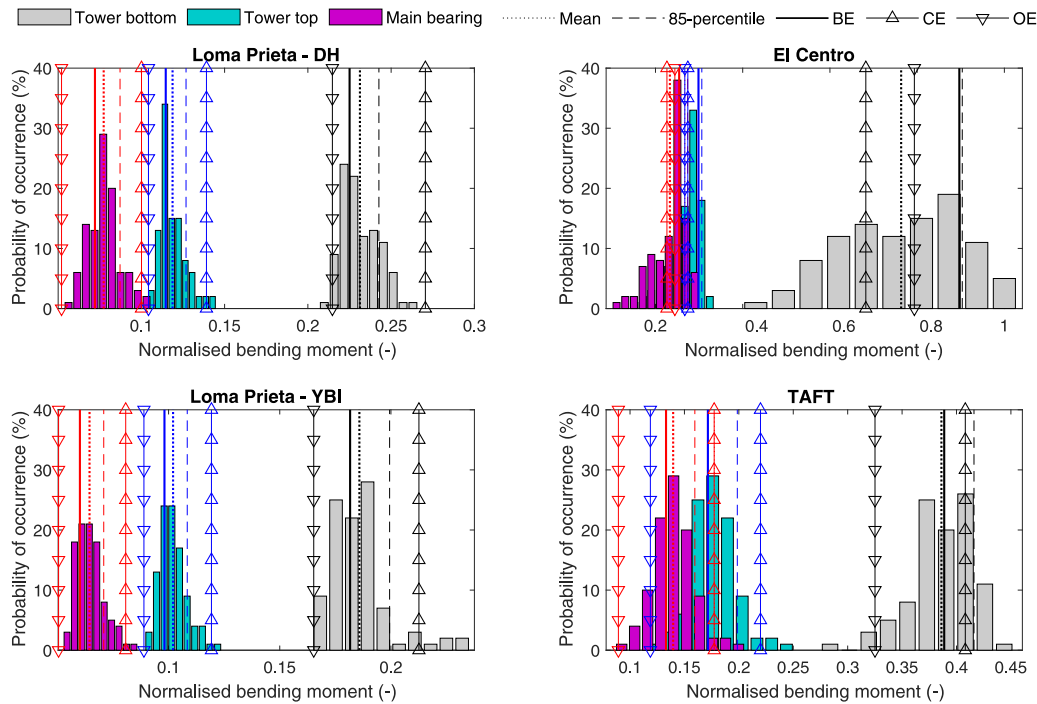 Tower bottom Tower top Main bearing Mean 85-percentile BE CE OE
Loma Prieta - DH
Probability of occurrence (%)
40
30
20
10
0
0.1 0.15 0.2 0.25 0.3
Normalised bending moment (-)
El Centro
Probability of occurrence (%)
40
30
20
10
0
0.2 0.4 0.6 0.8 1
Normalised bending moment (-)
Loma Prieta - YBI
Probability of occurrence (%)
40
30
20
10
0
0.1 0.2
Normalised bending moment (-)
TAFT
Probability of occurrence (%)
40
30
20
10
0
0.1 0.15 0.2 0.25 0.3 0.35 0.4 0.45
Normalised bending moment (-)